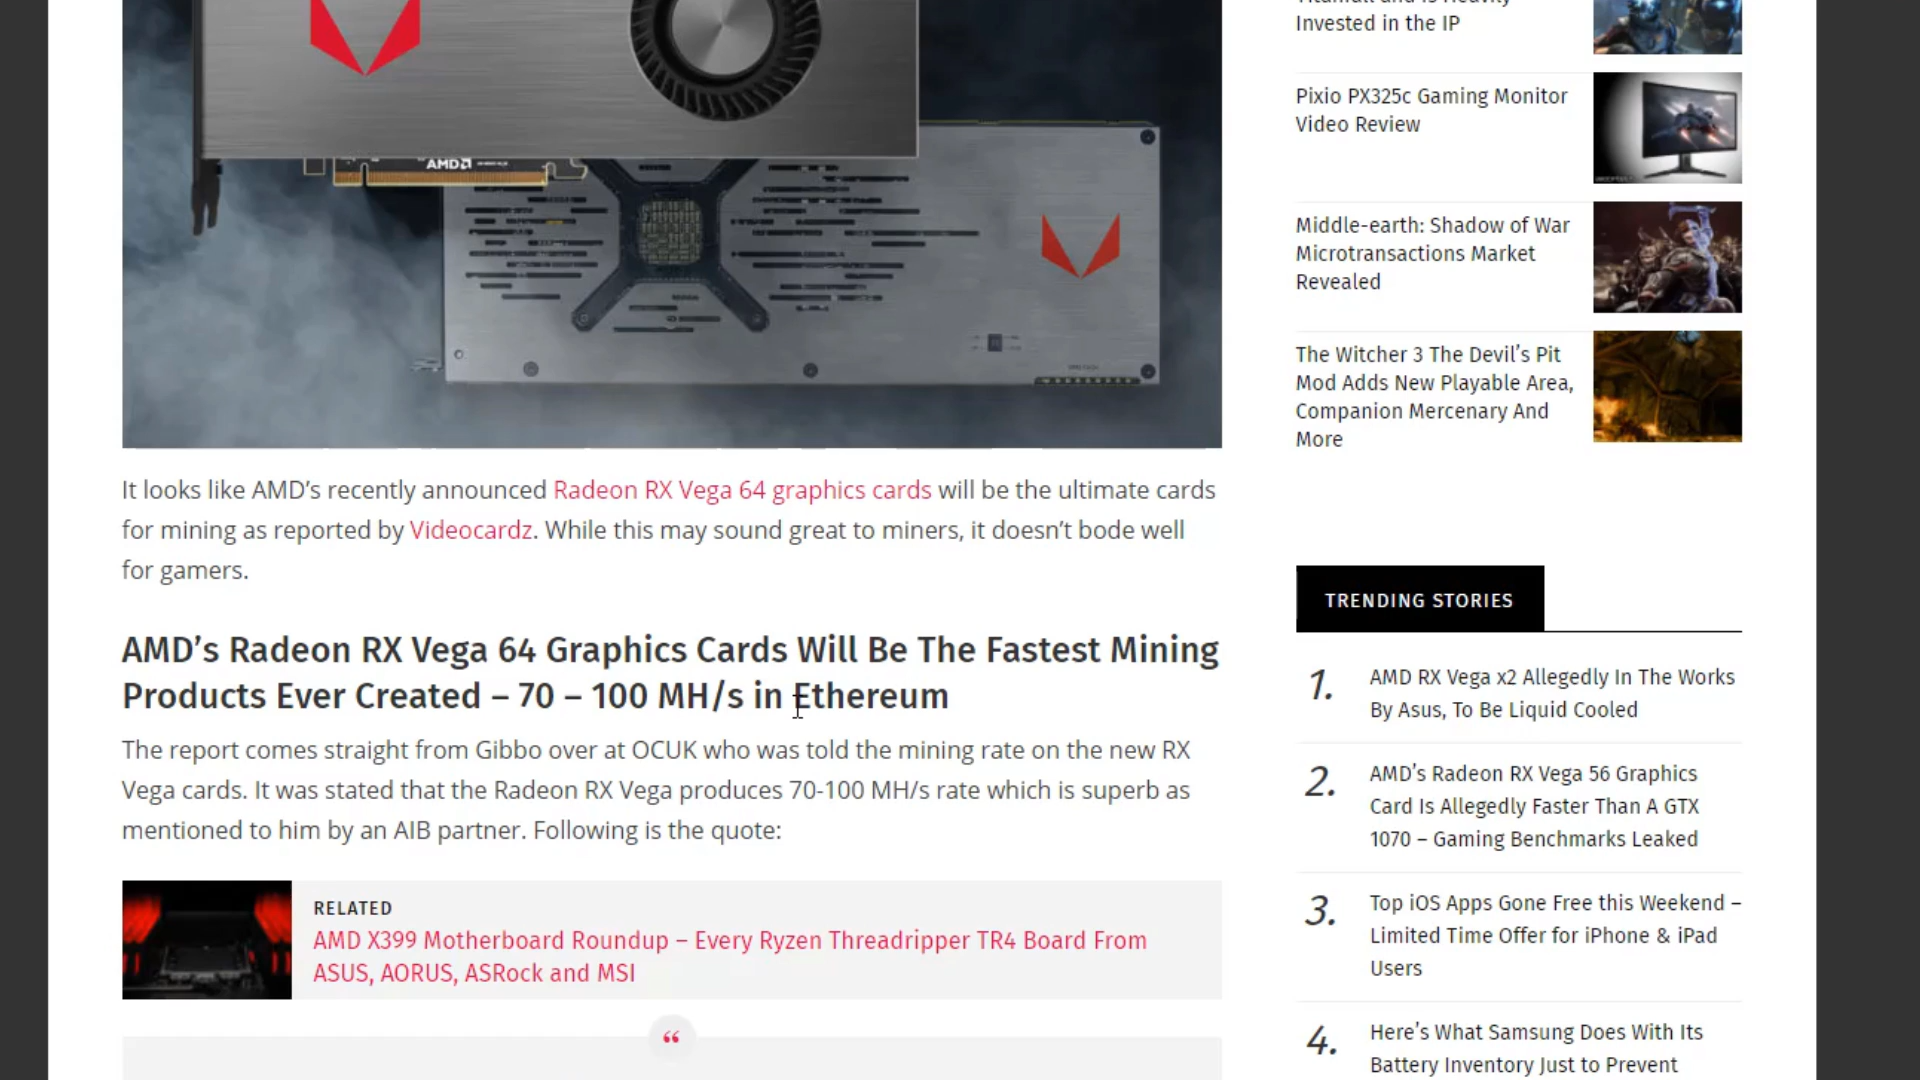 AMD
It looks like AMD’s recently announced Radeon RX Vega 64 graphics cards will be the ultimate cards
for mining as reported by Videocardz. While this may sound great to miners, it doesn’t bode well
for gamers.
AMD’s Radeon RX Vega 64 Graphics Cards Will Be The Fastest Mining
Products Ever Created – 70 – 100 MH/s in Ethereum
The report comes straight from Gibbo over at OCUK who was told the mining rate on the new RX
Vega cards. It was stated that the Radeon RX Vega produces 70-100 MH/s rate which is superb as
mentioned to him by an AIB partner. Following is the quote:
RELATED
AMD X399 Motherboard Roundup – Every Ryzen Threadripper TR4 Board From
ASUS, AORUS, ASRock and MSI
“
Titanfall and is Heavily
Invested in the IP
Pixio PX325c Gaming Monitor
Video Review
Middle-earth: Shadow of War
Microtransactions Market
Revealed
The Witcher 3 The Devil’s Pit
Mod Adds New Playable Area,
Companion Mercenary And
More
TRENDING STORIES
1. AMD RX Vega x2 Allegedly In The Works
By Asus, To Be Liquid Cooled
2. AMD’s Radeon RX Vega 56 Graphics
Card Is Allegedly Faster Than A GTX
1070 – Gaming Benchmarks Leaked
3. Top iOS Apps Gone Free this Weekend –
Limited Time Offer for iPhone & iPad
Users
4. Here’s What Samsung Does With Its
Battery Inventory Just to Prevent